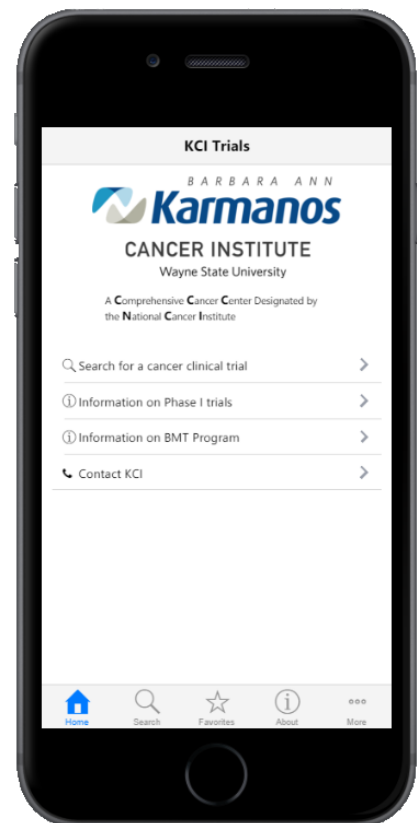 KCI Trials
BARBARA ANN
Karmanos
CANCER INSTITUTE
Wayne State University
A Comprehensive Cancer Center Designated by
the National Cancer Institute
Search for a cancer clinical trial
Information on Phase I trials
Information on BMT Program
Contact KCI
Home Search Favorites About More